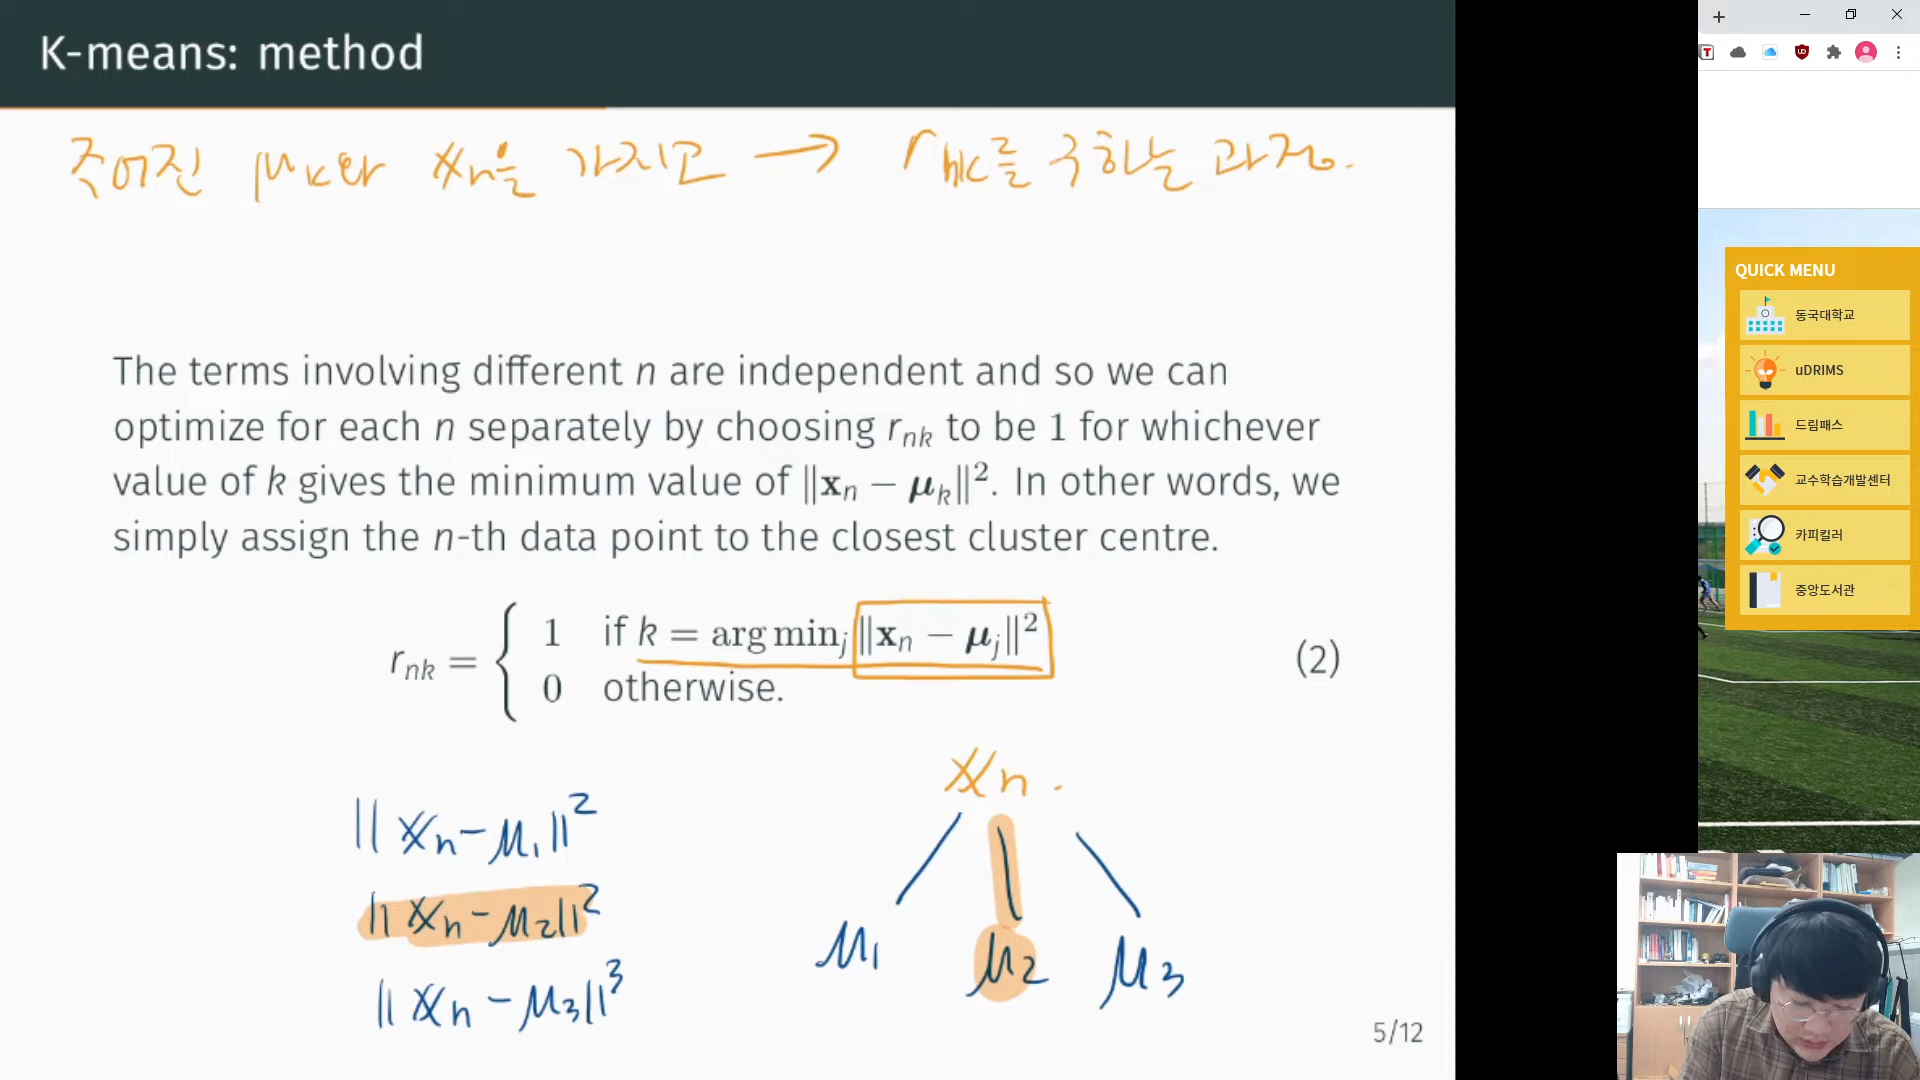 K-means: method
주어진 μk와 xn을 가지고 → rnk를 구하는 과정.
The terms involving different n are independent and so we can
optimize for each n separately by choosing rnk to be 1 for whichever
value of k gives the minimum value of ‖xn − μk‖². In other words, we
simply assign the n-th data point to the closest cluster centre.
rnk = { 1 if k = arg minj ‖xn − μj‖²
0 otherwise.
(2)
xn.
||xn-μ1||²
||xn-μ2||²
||xn-μ3||³
μ1 μ2 μ3
5/12
QUICK MENU
동국대학교
uDRIMS
드림패스
교수학습개발센터
카피킬러
중앙도서관